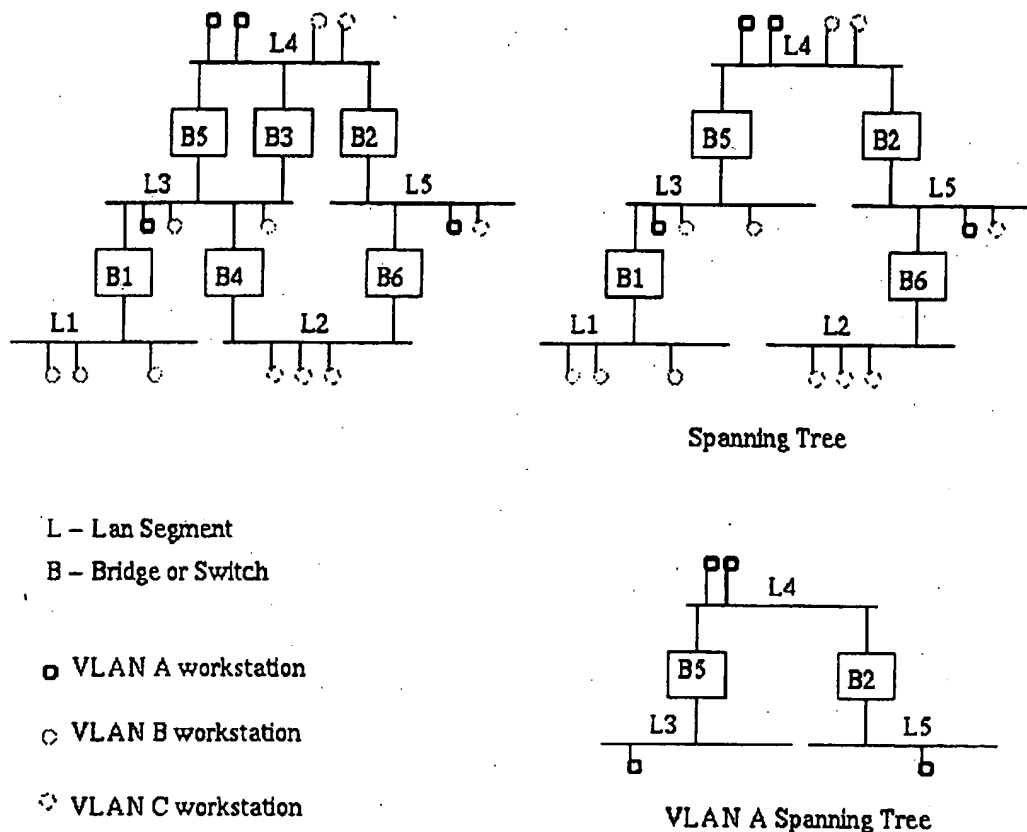 L4
B5 B3 B2
L3 L5
B1 B4 B6
L1 L2
L4
B5 B2
L3 L5
B1 B6
L1 L2
Spanning Tree
L – Lan Segment
B – Bridge or Switch
VLAN A workstation
VLAN B workstation
VLAN C workstation
L4
B5 B2
L3 L5
VLAN A Spanning Tree